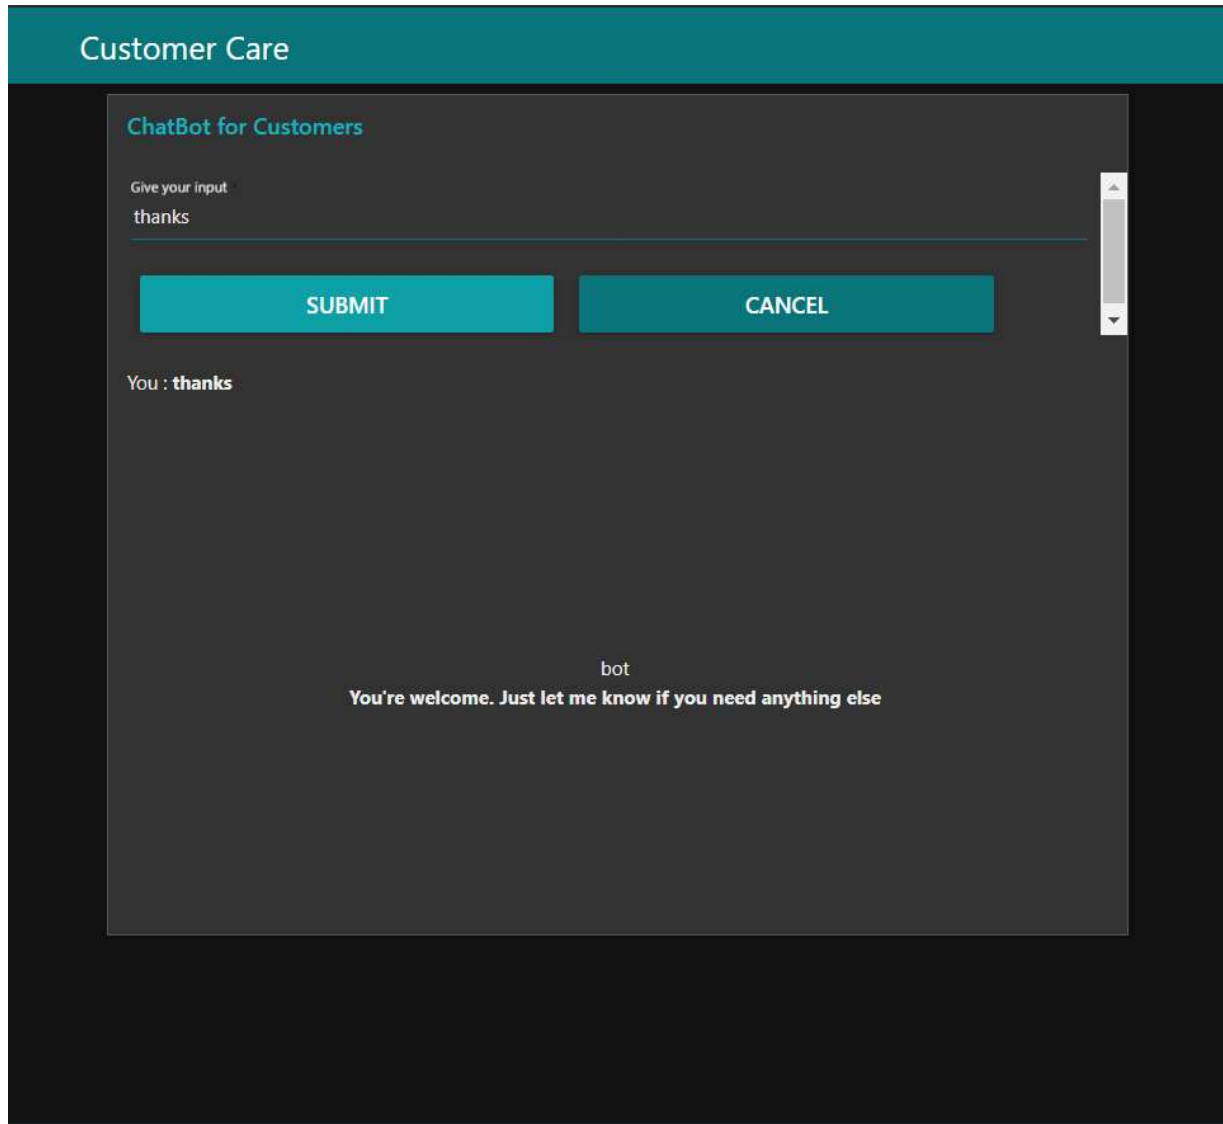 Customer Care
ChatBot for Customers
Give your input
thanks
SUBMIT
CANCEL
You : thanks
bot
You're welcome. Just let me know if you need anything else